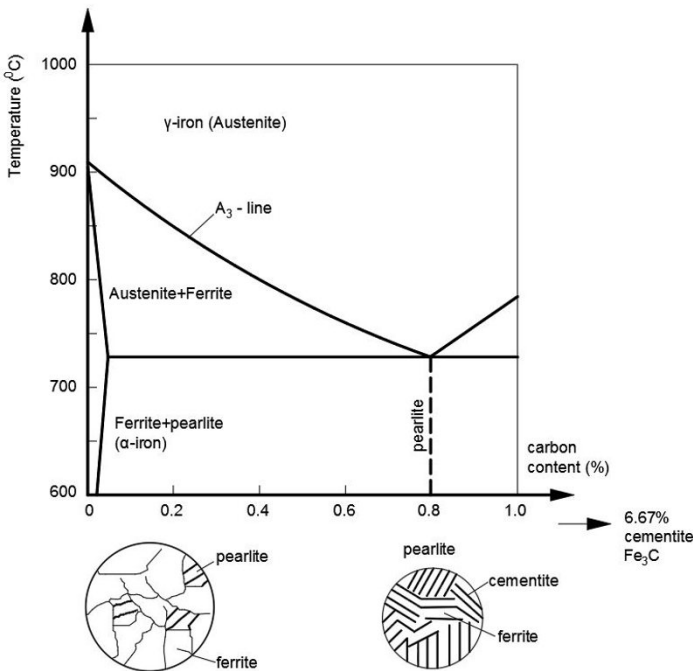 Temperature (⁰C)
1000
γ-iron (Austenite)
900
A₃ - line
Austenite+Ferrite
800
700
Ferrite+pearlite
(α-iron)
pearlite
carbon
content (%)
600
0 0.2 0.4 0.6 0.8 1.0
6.67%
cementite
Fe₃C
pearlite
pearlite
cementite
ferrite
ferrite